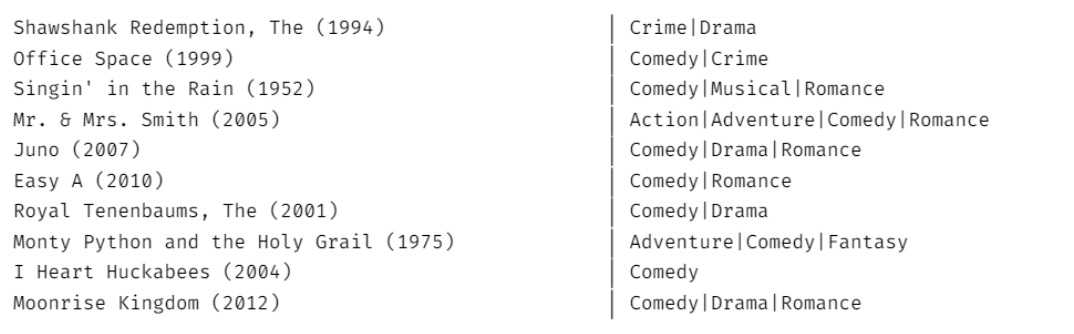 Shawshank Redemption, The (1994) | Crime|Drama
Office Space (1999) | Comedy|Crime
Singin' in the Rain (1952) | Comedy|Musical|Romance
Mr. & Mrs. Smith (2005) | Action|Adventure|Comedy|Romance
Juno (2007) | Comedy|Drama|Romance
Easy A (2010) | Comedy|Romance
Royal Tenenbaums, The (2001) | Comedy|Drama
Monty Python and the Holy Grail (1975) | Adventure|Comedy|Fantasy
I Heart Huckabees (2004) | Comedy
Moonrise Kingdom (2012) | Comedy|Drama|Romance